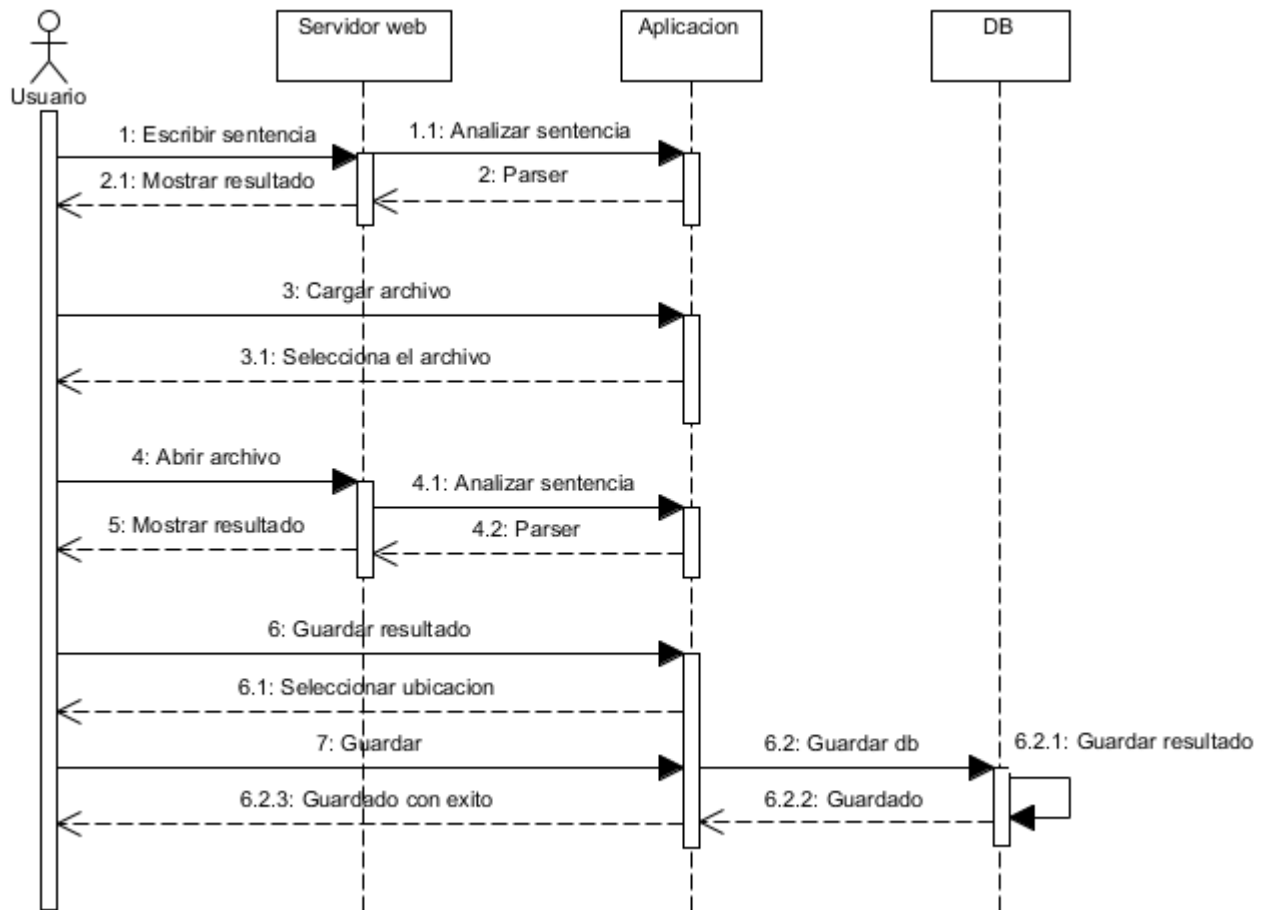 Servidor web
Aplicacion
DB
Usuario
1: Escribir sentencia
1.1: Analizar sentencia
2.1: Mostrar resultado
2: Parser
3: Cargar archivo
3.1: Selecciona el archivo
4: Abrir archivo
4.1: Analizar sentencia
5: Mostrar resultado
4.2: Parser
6: Guardar resultado
6.1: Seleccionar ubicacion
7: Guardar
6.2: Guardar db
6.2.1: Guardar resultado
6.2.3: Guardado con exito
6.2.2: Guardado